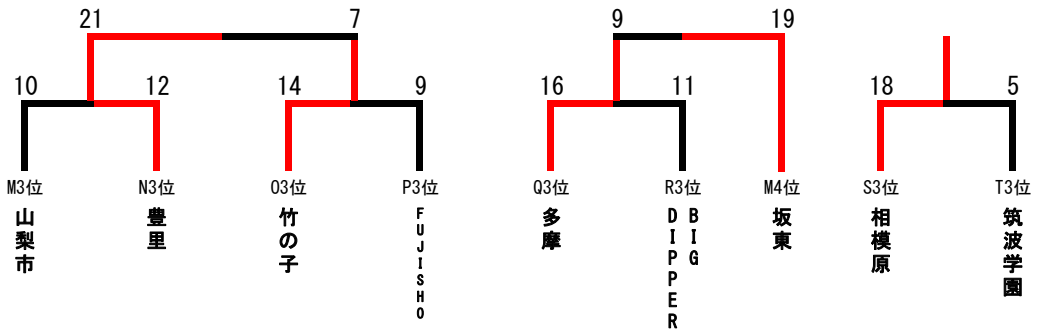 21 7 9 19
10 12 14 9 16 11 18 5
M3位 N3位 O3位 P3位 Q3位 R3位 M4位 S3位 T3位
山梨市
豊里
竹の子
FUJISHO
多摩
BIG
DIPPER
坂東
相模原
筑波学園